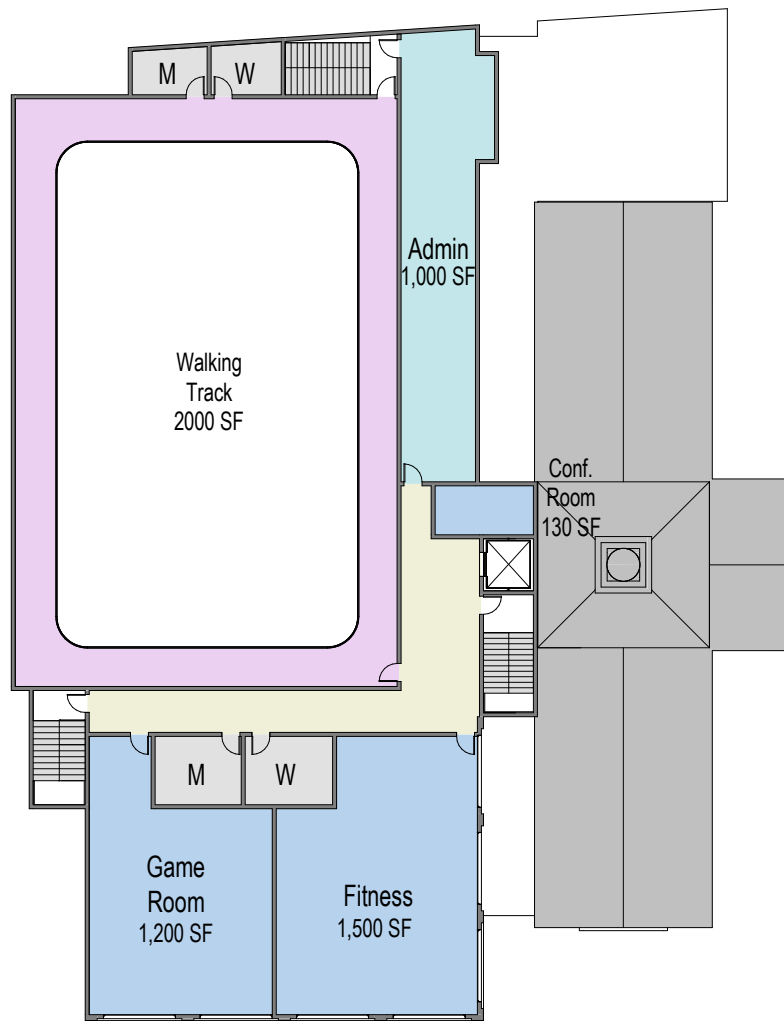 M
W
Admin
1,000 SF
Walking
Track
2000 SF
Conf.
Room
130 SF
M
W
Game
Room
1,200 SF
Fitness
1,500 SF